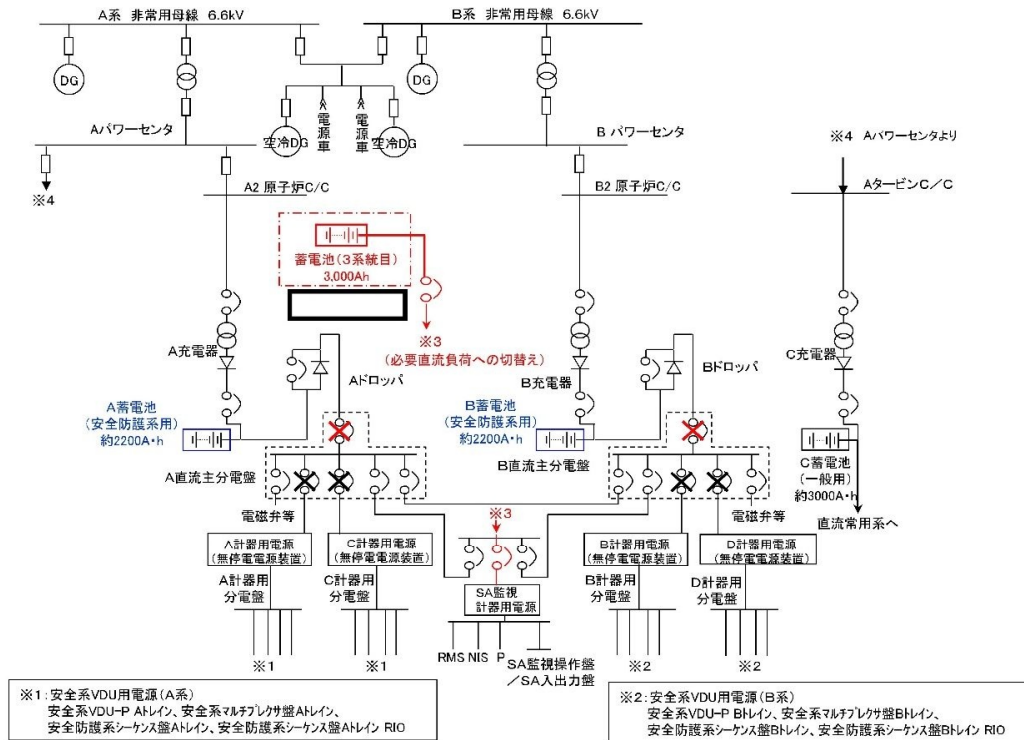 A系 非常用母線 6.6kV
B系 非常用母線 6.6kV
DG
DG
空冷DG
電源車
電源車
空冷DG
Aパワーセンタ
B パワーセンタ
※4 Aパワーセンタより
※4
A2 原子炉C/C
B2 原子炉C/C
Aタービン C/C
蓄電池(3系統目)
3,000Ah
※3
(必要直流負荷への切替え)
A充電器
Aドロッパ
B充電器
Bドロッパ
C充電器
A蓄電池
(安全防護系用)
約2200A・h
B蓄電池
(安全防護系用)
約2200A・h
C蓄電池
(一般用)
約3000A・h
A直流主分電盤
B直流主分電盤
直流常用系へ
電磁弁等
※3
電磁弁等
A計器用電源
(無停電電源装置)
C計器用電源
(無停電電源装置)
B計器用電源
(無停電電源装置)
D計器用電源
(無停電電源装置)
A計器用
分電盤
C計器用
分電盤
SA監視
計器用電源
B計器用
分電盤
D計器用
分電盤
RMS NIS P
SA監視操作盤
/SA入出力盤
※1
※1
※2
※2
※1:安全系VDU用電源(A系)
安全系VDU-P Aトレイン、安全系マルチプレクサ盤Aトレイン、
安全防護系シーケンス盤Aトレイン、安全防護系シーケンス盤Aトレイン RIO
※2:安全系VDU用電源(B系)
安全系VDU-P Bトレイン、安全系マルチプレクサ盤Bトレイン、
安全防護系シーケンス盤Bトレイン、安全防護系シーケンス盤Bトレイン RIO